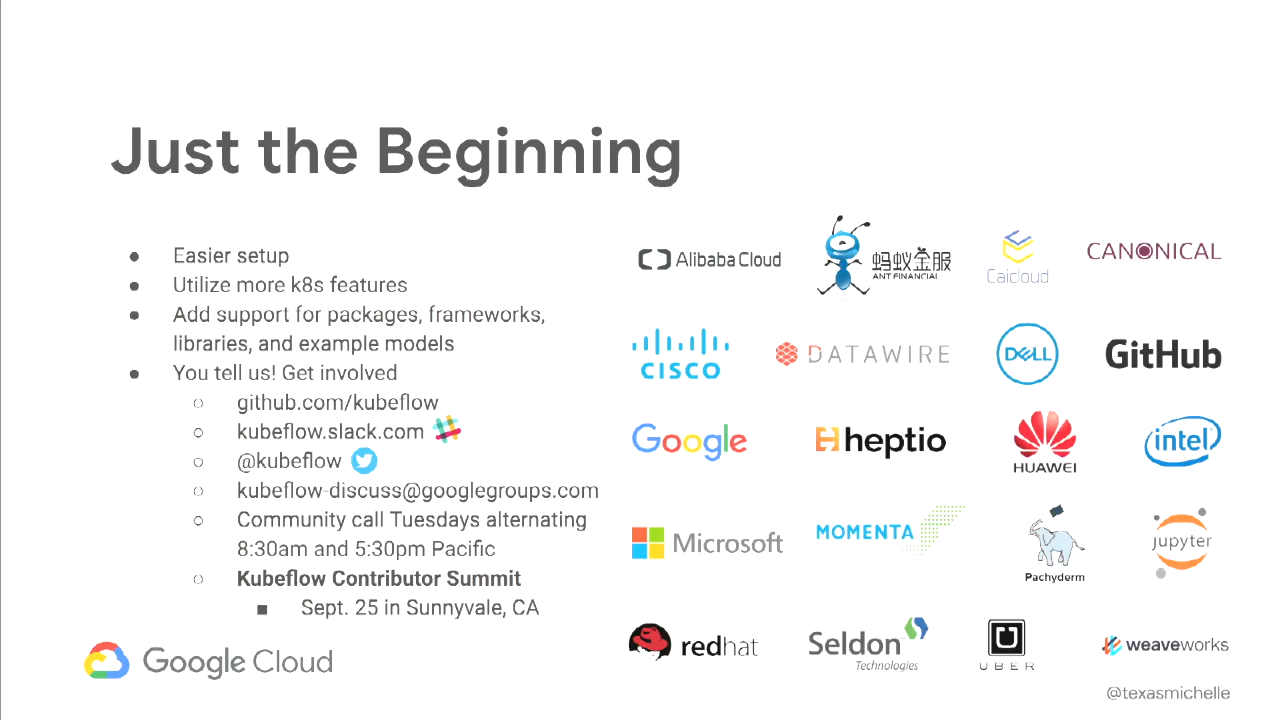 Just the Beginning
● Easier setup
● Utilize more k8s features
● Add support for packages, frameworks,
libraries, and example models
● You tell us! Get involved
○ github.com/kubeflow
○ kubeflow.slack.com
○ @kubeflow
○ kubeflow-discuss@googlegroups.com
○ Community call Tuesdays alternating
8:30am and 5:30pm Pacific
○ Kubeflow Contributor Summit
■ Sept. 25 in Sunnyvale, CA
Google Cloud
Alibaba Cloud
蚂蚁金服
ANT FINANCIAL
Caicloud
CANONICAL
CISCO
DATAWIRE
DELL
GitHub
Google
heptio
HUAWEI
intel
Microsoft
MOMENTA
Pachyderm
jupyter
redhat
Seldon
Technologies
U
UBER
weaveworks
@texasmichelle